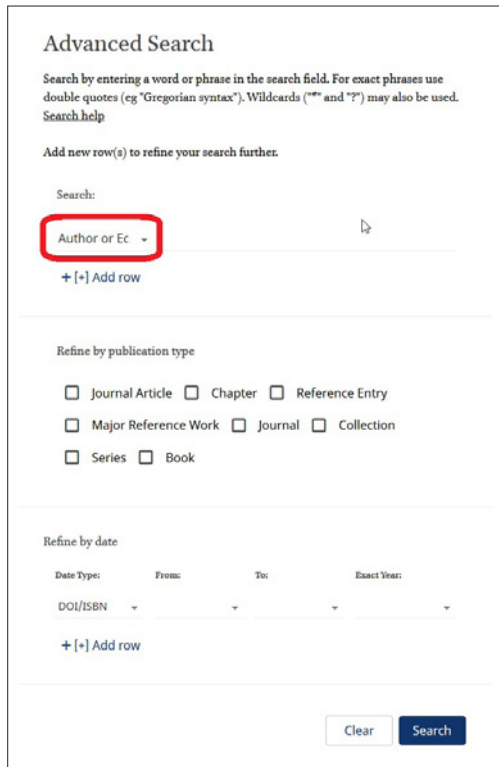 Advanced Search
Search by entering a word or phrase in the search field. For exact phrases use
double quotes (eg "Gregorian syntax"). Wildcards ("*" and "?") may also be used.
Search help
Add new row(s) to refine your search further.
Search:
Author or Ec
+ [+] Add row
Refine by publication type
Journal Article Chapter Reference Entry
Major Reference Work Journal Collection
Series Book
Refine by date
Date Type: From: To: Exact Year:
DOI/ISBN
+ [+] Add row
Clear Search